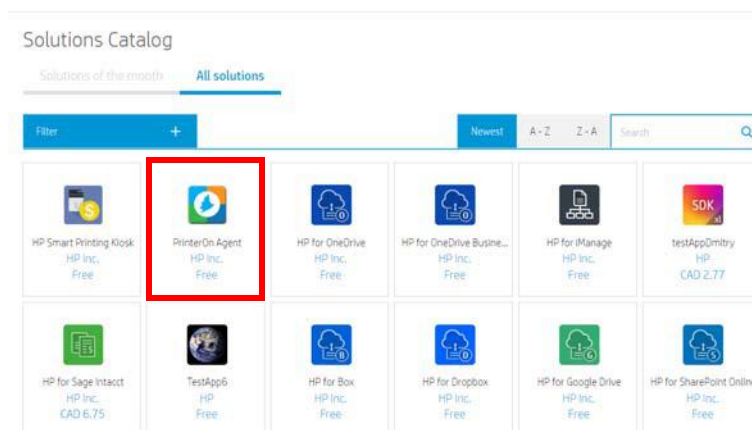 Solutions Catalog
Solutions of the month All solutions
Filter + Newest A - Z Z - A Search
SDK
xl
HP Smart Printing Kiosk PrinterOn Agent HP for OneDrive HP for OneDrive Busine... HP for iManage testAppDmitry
HP Inc. HP Inc. HP Inc. HP Inc. HP Inc. HP
Free Free Free Free Free CAD 2.77
B D G S
HP for Sage Intacct TestApp6 HP for Box HP for Dropbox HP for Google Drive HP for SharePoint Online
HP Inc. HP HP Inc. HP Inc. HP Inc. HP Inc.
CAD 6.75 Free Free Free Free Free